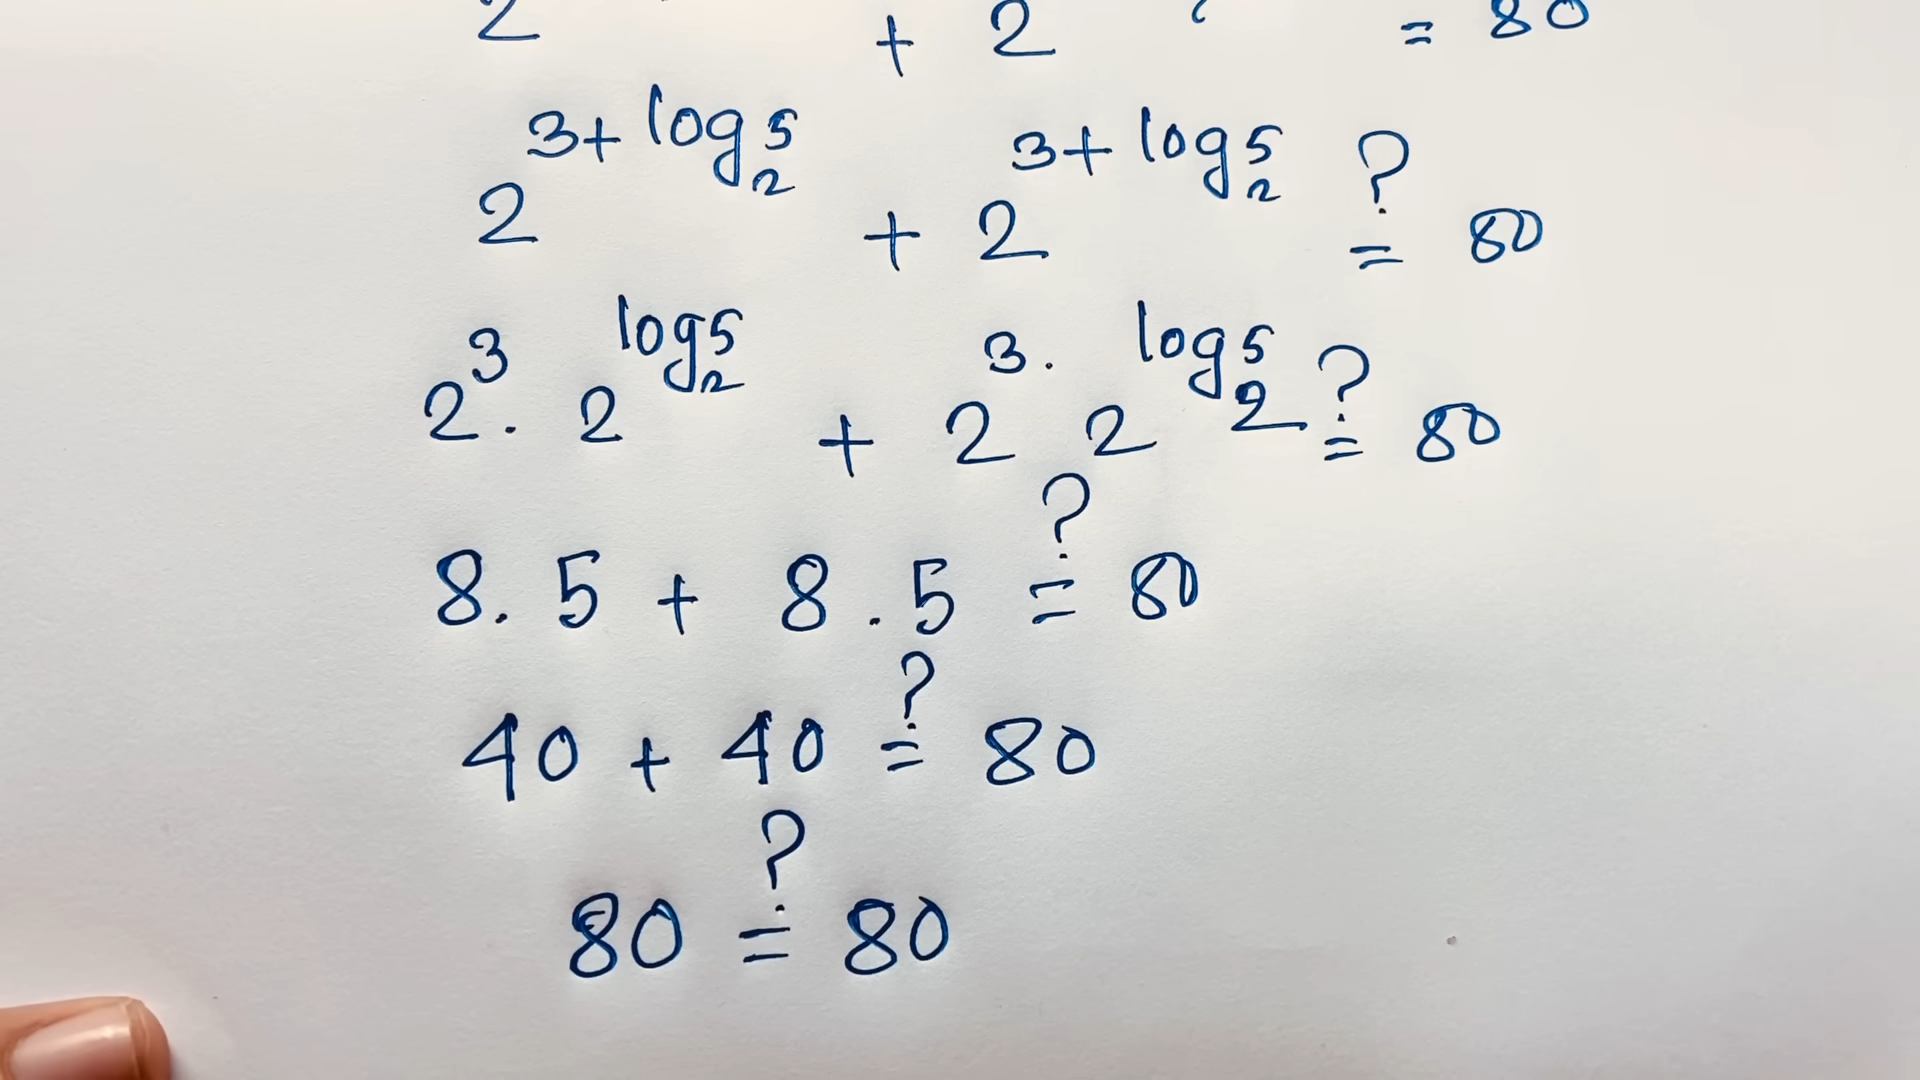 2 + 2 = 80
2^{3+log_2 5} + 2^{3+log_2 5} ?= 80
2^3 . 2^{log_2 5} + 2^{3.} 2^{log_2 5} ?= 80
8 . 5 + 8 . 5 ?= 80
40 + 40 ?= 80
80 ?= 80